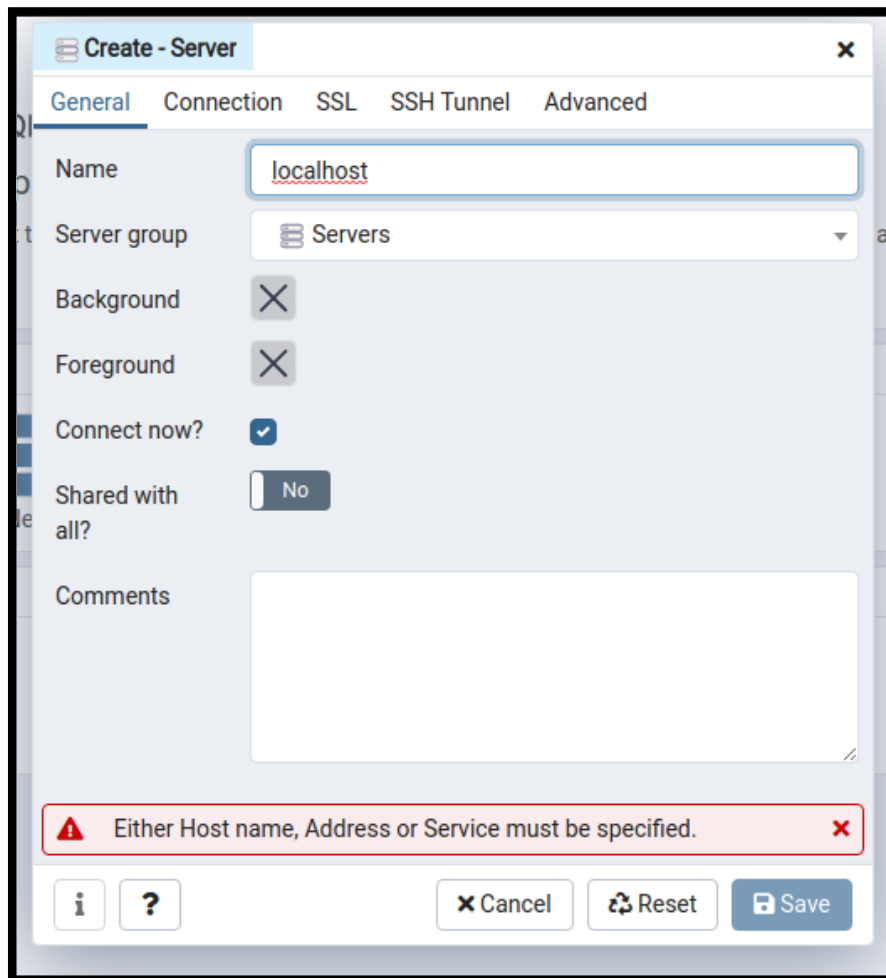 Create - Server
General Connection SSL SSH Tunnel Advanced
Name localhost
Server group Servers
Background
Foreground
Connect now?
Shared with all? No
Comments
Either Host name, Address or Service must be specified.
i ? Cancel Reset Save